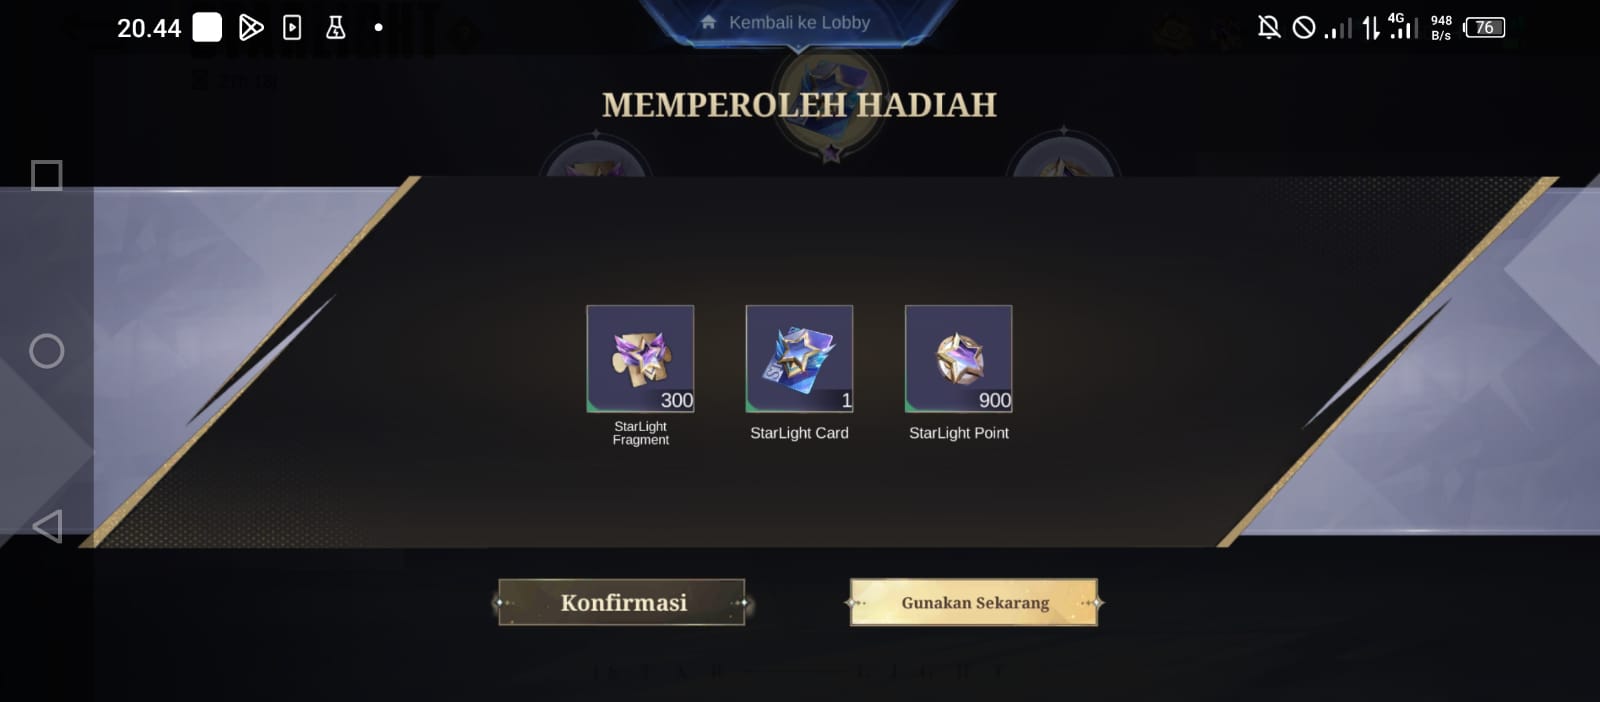 20.44
Kembali ke Lobby
4G
948
B/s
76
MEMPEROLEH HADIAH
300
1
900
StarLight
Fragment
StarLight Card
StarLight Point
Konfirmasi
Gunakan Sekarang